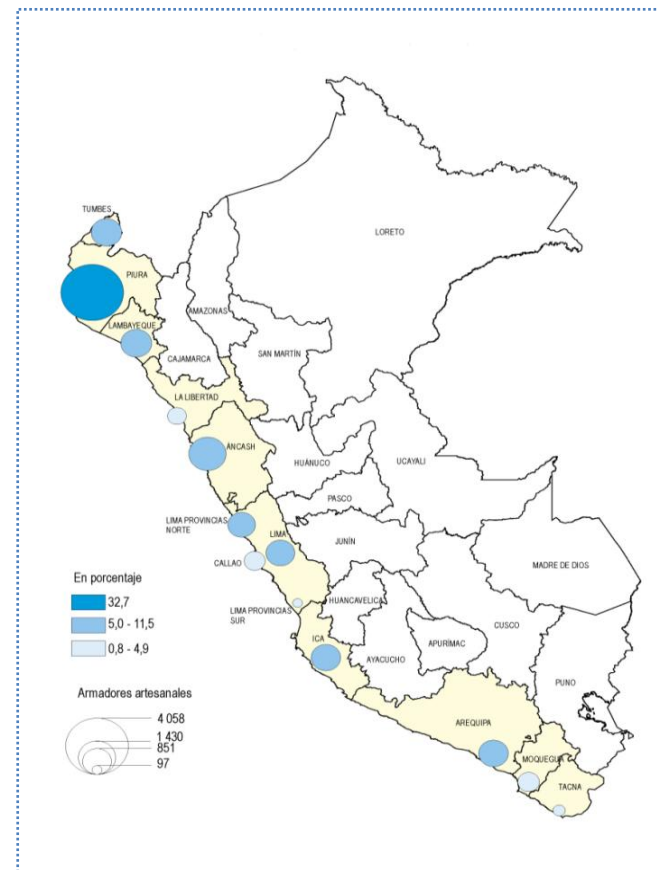 TUMBES
LORETO
PIURA
AMAZONAS
LAMBAYEQUE
SAN MARTÍN
CAJAMARCA
LA LIBERTAD
ÁNCASH
HUÁNUCO
UCAYALI
PASCO
LIMA PROVINCIAS
NORTE
LIMA
JUNÍN
CALLAO
MADRE DE DIOS
En porcentaje
32,7
5,0 - 11,5
0,8 - 4,9
HUANCAVELICA
LIMA PROVINCIAS
SUR
CUSCO
ICA
APURÍMAC
AYACUCHO
PUNO
Armadores artesanales
4 058
1 430
851
97
AREQUIPA
MOQUEGUA
TACNA